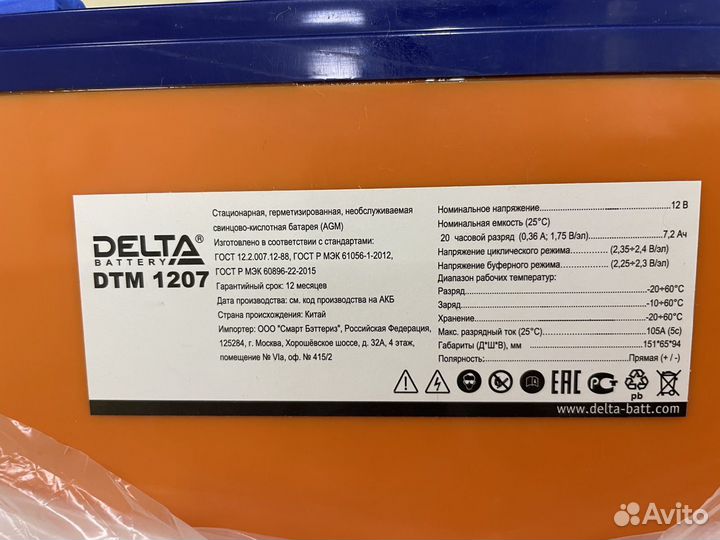 DELTA®
BATTERY
DTM 1207
Стационарная, герметизированная, необслуживаемая
свинцово-кислотная батарея (AGM)
Изготовлено в соответствии с стандартами:
ГОСТ 12.2.007.12-88, ГОСТ Р МЭК 61056-1-2012,
ГОСТ Р МЭК 60896-22-2015
Гарантийный срок: 12 месяцев
Дата производства: см. код производства на АКБ
Страна происхождения: Китай
Импортер: ООО "Смарт Бэттериз", Российская Федерация,
125284, г. Москва, Хорошёвское шоссе, д. 32А, 4 этаж,
помещение № VIa, оф. № 415/2
Номинальное напряжение 12 В
Номинальная емкость (25°С)
20 часовой разряд (0,36 А; 1,75 В/эл) 7,2 Ач
Напряжение циклического режима (2,35÷2,4 В/эл)
Напряжение буферного режима (2,25÷2,3 В/эл)
Диапазон рабочих температур:
Разряд -20÷60°С
Заряд -10÷60°С
Хранение -20÷60°С
Макс. разрядный ток (25°С) 105А (5с)
Габариты (Д*Ш*В), мм 151*65*94
Полярность: Прямая (+ / -)
EAC
pb
www.delta-batt.com
Avito